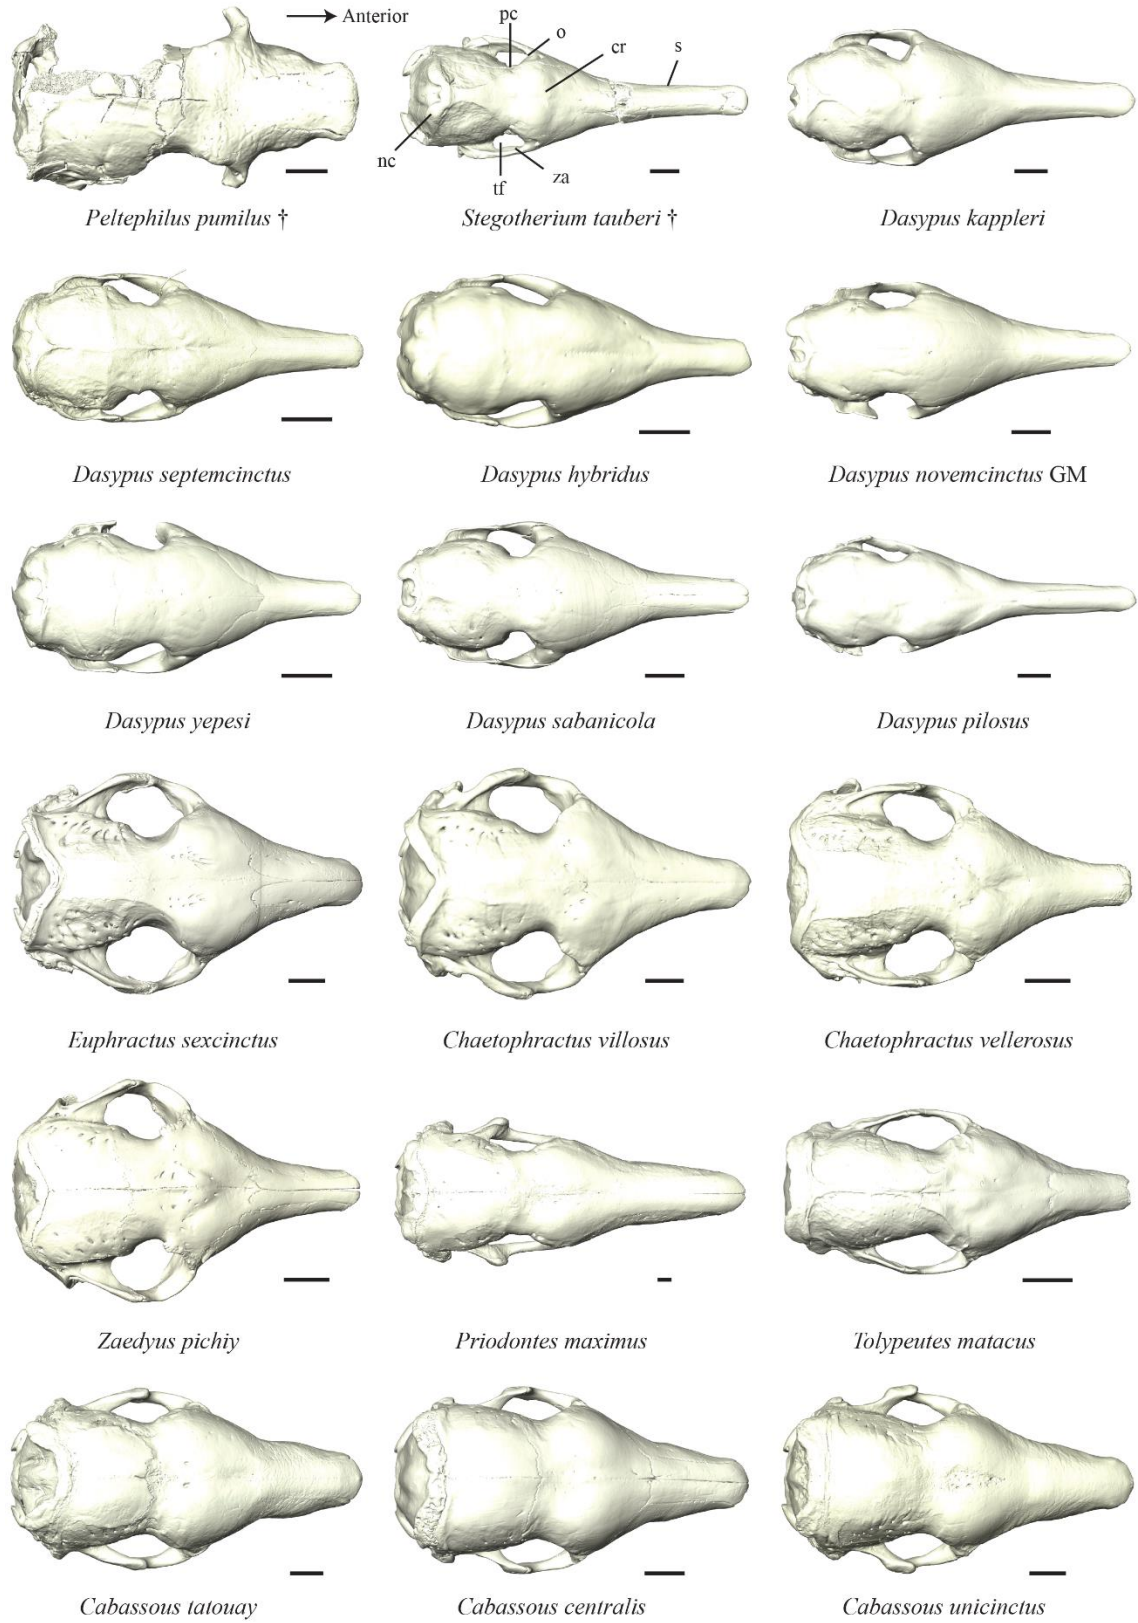 Anterior
pc
o
cr
s
nc
tf
za
Peltephilus pumilus †
Stegotherium tauberi †
Dasypus kappleri
Dasypus septemcinctus
Dasypus hybridus
Dasypus novemcinctus GM
Dasypus yepesi
Dasypus sabanicola
Dasypus pilosus
Euphractus sexcinctus
Chaetophractus villosus
Chaetophractus vellerosus
Zaedyus pichiy
Priodontes maximus
Tolypeutes matacus
Cabassous tatouay
Cabassous centralis
Cabassous unicinctus